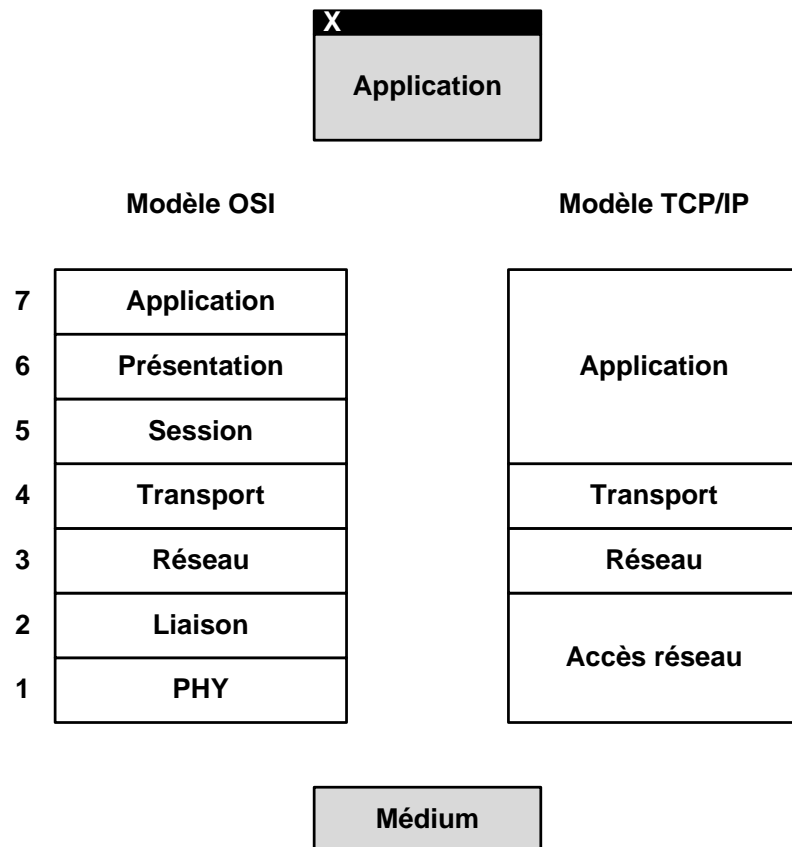 X
Application
Modèle OSI
Modèle TCP/IP
7
Application
6
Présentation
5
Session
4
Transport
3
Réseau
2
Liaison
1
PHY
Application
Transport
Réseau
Accès réseau
Médium